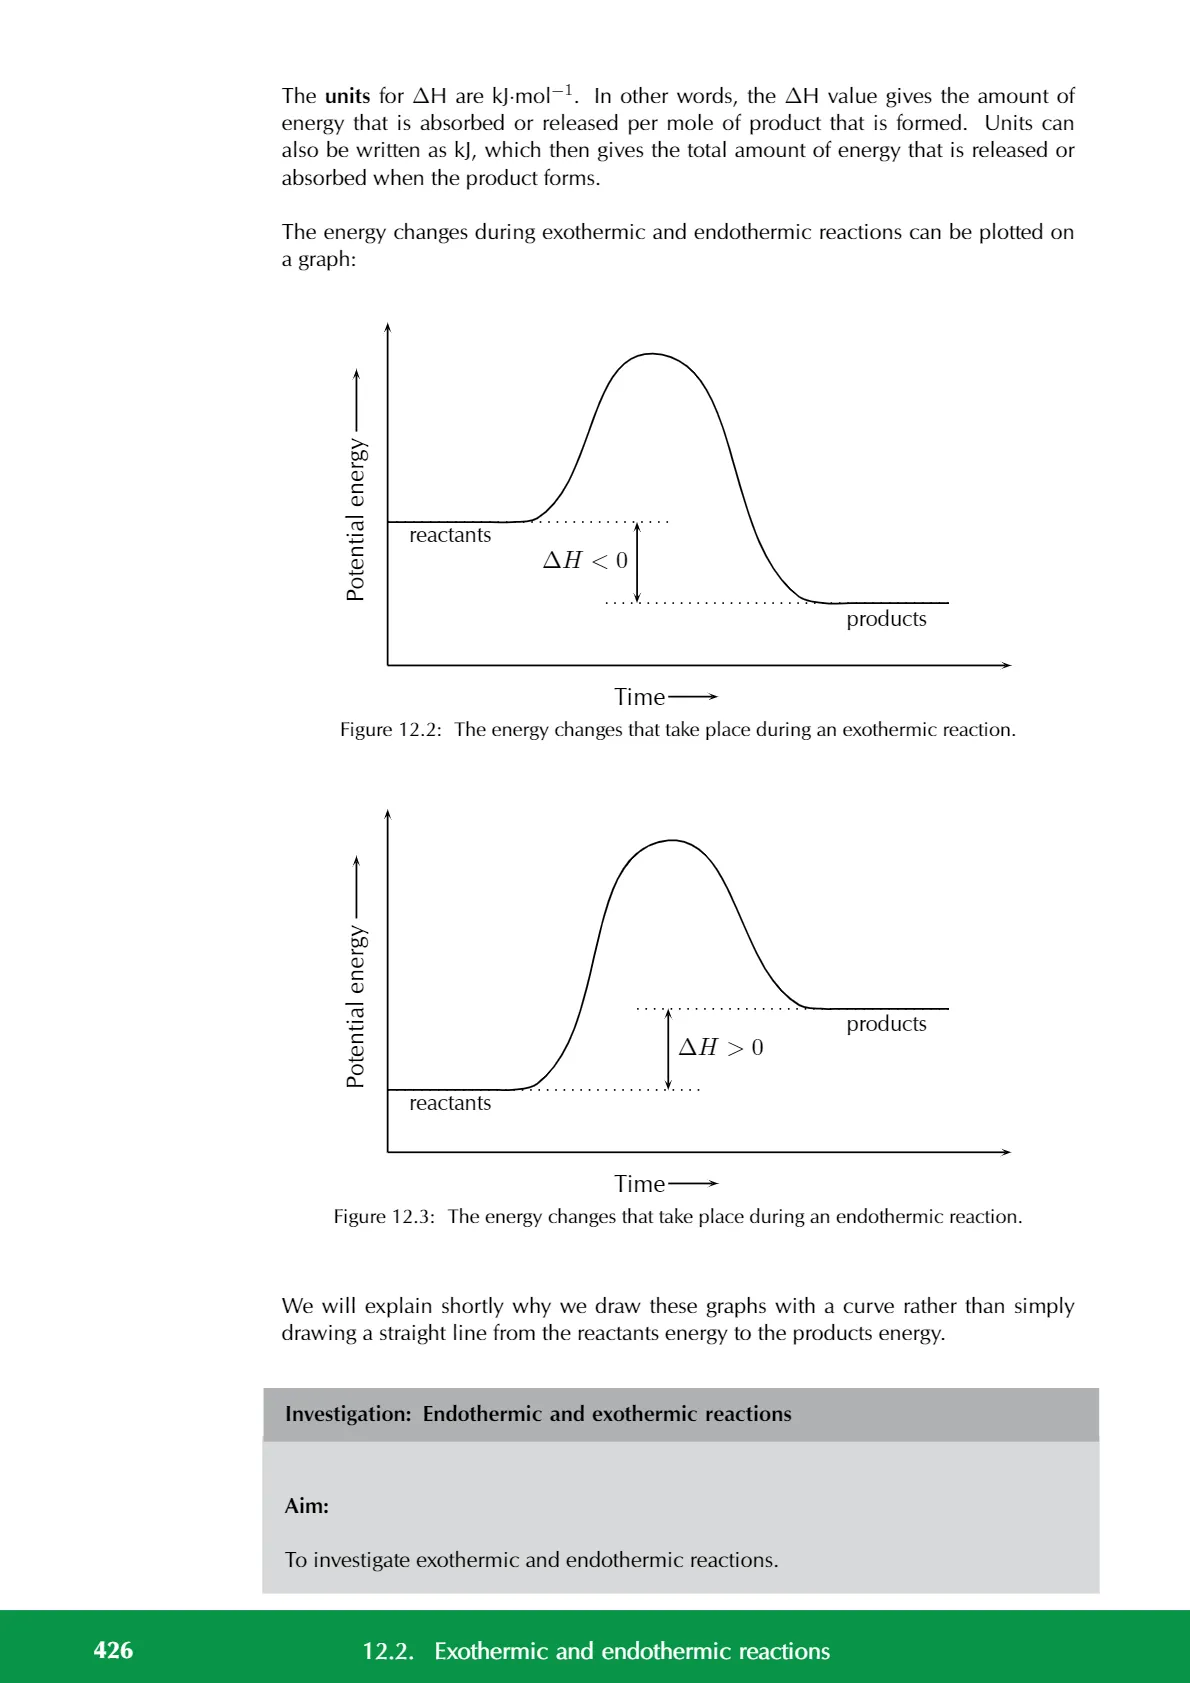 The units for ΔH are kJ·mol⁻¹. In other words, the ΔH value gives the amount of
energy that is absorbed or released per mole of product that is formed. Units can
also be written as kJ, which then gives the total amount of energy that is released or
absorbed when the product forms.
The energy changes during exothermic and endothermic reactions can be plotted on
a graph:
Potential energy
reactants
ΔH < 0
products
Time
Figure 12.2: The energy changes that take place during an exothermic reaction.
Potential energy
products
ΔH > 0
reactants
Time
Figure 12.3: The energy changes that take place during an endothermic reaction.
We will explain shortly why we draw these graphs with a curve rather than simply
drawing a straight line from the reactants energy to the products energy.
Investigation: Endothermic and exothermic reactions
Aim:
To investigate exothermic and endothermic reactions.
426 12.2. Exothermic and endothermic reactions